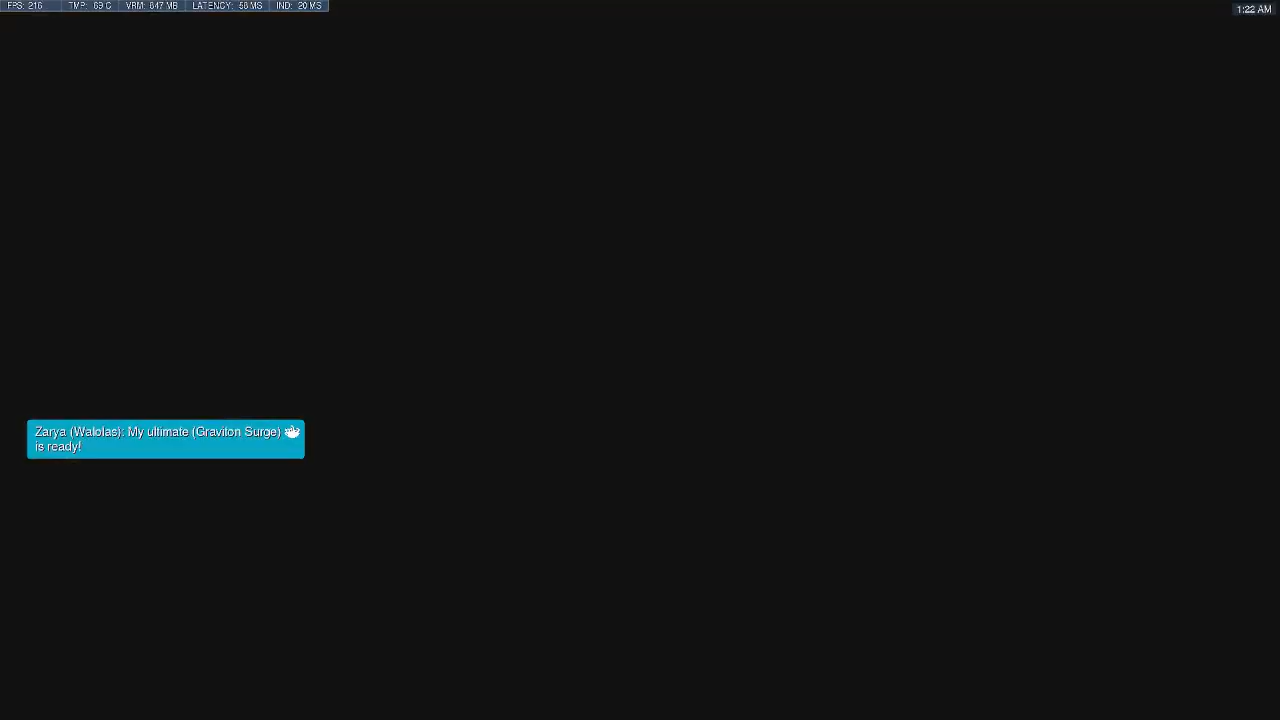 FPS: 216 TMP: 69 C VRM: 847 MB LATENCY: 58 MS IND: 20 MS
1:22 AM
Zarya (Walolas): My ultimate (Graviton Surge)
is ready!